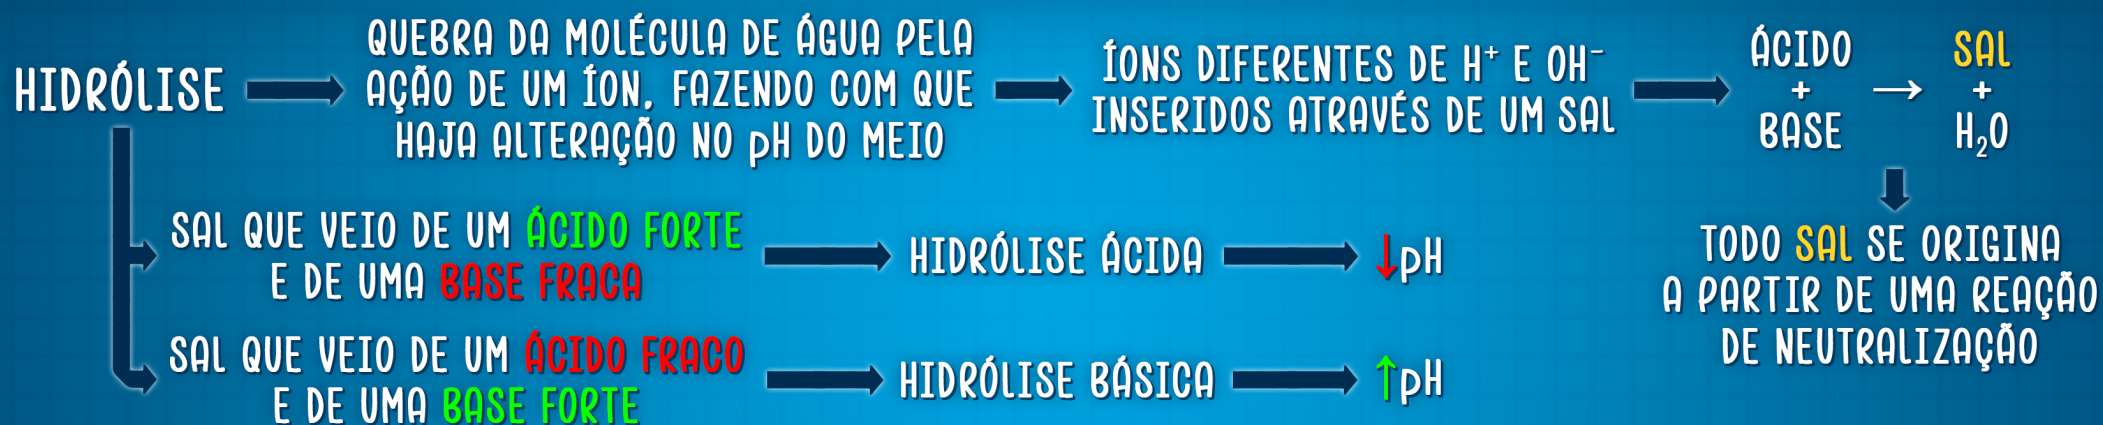 HIDRÓLISE
QUEBRA DA MOLÉCULA DE ÁGUA PELA
AÇÃO DE UM ÍON, FAZENDO COM QUE
HAJA ALTERAÇÃO NO pH DO MEIO
ÍONS DIFERENTES DE H⁺ E OH⁻
INSERIDOS ATRAVÉS DE UM SAL
ÁCIDO
+
BASE
→
SAL
+
H₂O
TODO SAL SE ORIGINA
A PARTIR DE UMA REAÇÃO
DE NEUTRALIZAÇÃO
SAL QUE VEIO DE UM ÁCIDO FORTE
E DE UMA BASE FRACA
HIDRÓLISE ÁCIDA
↓pH
SAL QUE VEIO DE UM ÁCIDO FRACO
E DE UMA BASE FORTE
HIDRÓLISE BÁSICA
↑pH